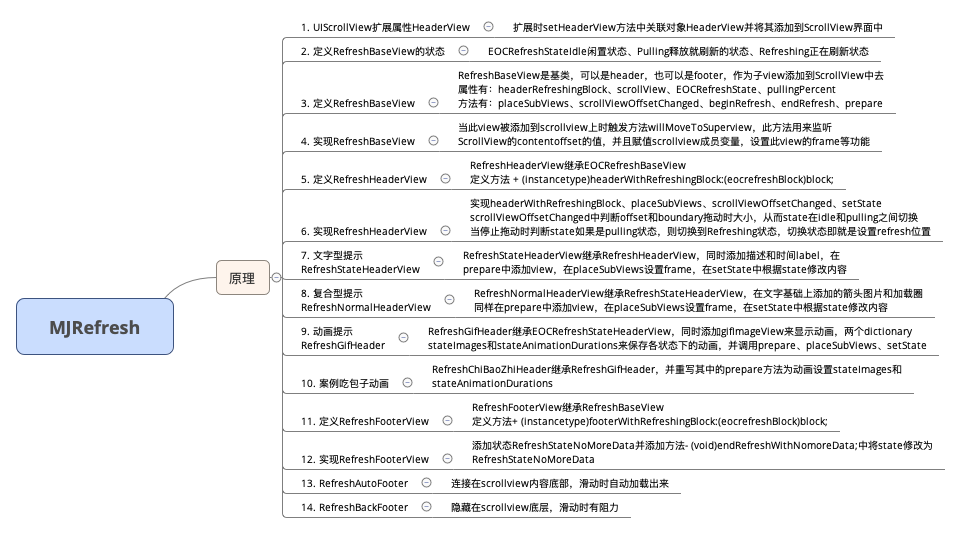 MJRefresh
原理
1. UIScrollView扩展属性HeaderView
扩展时setHeaderView方法中关联对象HeaderView并将其添加到ScrollView界面中
2. 定义RefreshBaseView的状态
EOCRefreshStateIdle闲置状态、Pulling释放就刷新的状态、Refreshing正在刷新状态
3. 定义RefreshBaseView
RefreshBaseView是基类，可以是header，也可以是footer，作为子view添加到ScrollView中去
属性有：headerRefreshingBlock、scrollView、EOCRefreshState、pullingPercent
方法有：placeSubViews、scrollViewOffsetChanged、beginRefresh、endRefresh、prepare
4. 实现RefreshBaseView
当此view被添加到scrollview上时触发方法willMoveToSuperview，此方法用来监听
ScrollView的contentoffset的值，并且赋值scrollview成员变量，设置此view的frame等功能
5. 定义RefreshHeaderView
RefreshHeaderView继承EOCRefreshBaseView
定义方法 + (instancetype)headerWithRefreshingBlock:(eocrefreshBlock)block;
6. 实现RefreshHeaderView
实现headerWithRefreshingBlock、placeSubViews、scrollViewOffsetChanged、setState
scrollViewOffsetChanged中判断offset和boundary拖动时大小，从而state在idle和pulling之间切换
当停止拖动时判断state如果是pulling状态，则切换到Refreshing状态，切换状态即就是设置refresh位置
7. 文字型提示
RefreshStateHeaderView
RefreshStateHeaderView继承RefreshHeaderView，同时添加描述和时间label，在
prepare中添加view，在placeSubViews设置frame，在setState中根据state修改内容
8. 复合型提示
RefreshNormalHeaderView
RefreshNormalHeaderView继承RefreshStateHeaderView，在文字基础上添加的箭头图片和加载圈
同样在prepare中添加view，在placeSubViews设置frame，在setState中根据state修改内容
9. 动画提示
RefreshGifHeader
RefreshGifHeader继承EOCRefreshStateHeaderView，同时添加gifImageView来显示动画，两个dictionary
stateImages和stateAnimationDurations来保存各状态下的动画，并调用prepare、placeSubViews、setState
10. 案例吃包子动画
RefreshChiBaoZhiHeader继承RefreshGifHeader，并重写其中的prepare方法为动画设置stateImages和
stateAnimationDurations
11. 定义RefreshFooterView
RefreshFooterView继承RefreshBaseView
定义方法+ (instancetype)footerWithRefreshingBlock:(eocrefreshBlock)block;
12. 实现RefreshFooterView
添加状态RefreshStateNoMoreData并添加方法- (void)endRefreshWithNomoreData;中将state修改为
RefreshStateNoMoreData
13. RefreshAutoFooter
连接在scrollview内容底部，滑动时自动加载出来
14. RefreshBackFooter
隐藏在scrollview底层，滑动时有阻力